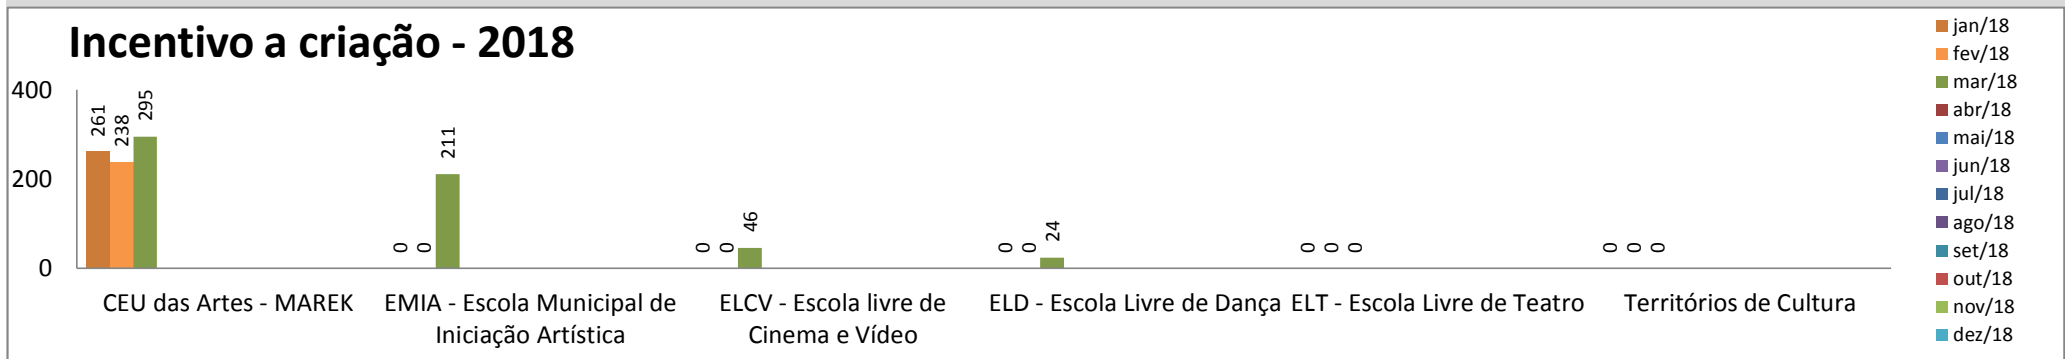 Incentivo a criação - 2018
400
200
0
261
238
295
0
0
211
0
0
46
0
0
24
0
0
0
0
0
0
CEU das Artes - MAREK
EMIA - Escola Municipal de
Iniciação Artística
ELCV - Escola livre de
Cinema e Vídeo
ELD - Escola Livre de Dança
ELT - Escola Livre de Teatro
Territórios de Cultura
jan/18
fev/18
mar/18
abr/18
mai/18
jun/18
jul/18
ago/18
set/18
out/18
nov/18
dez/18